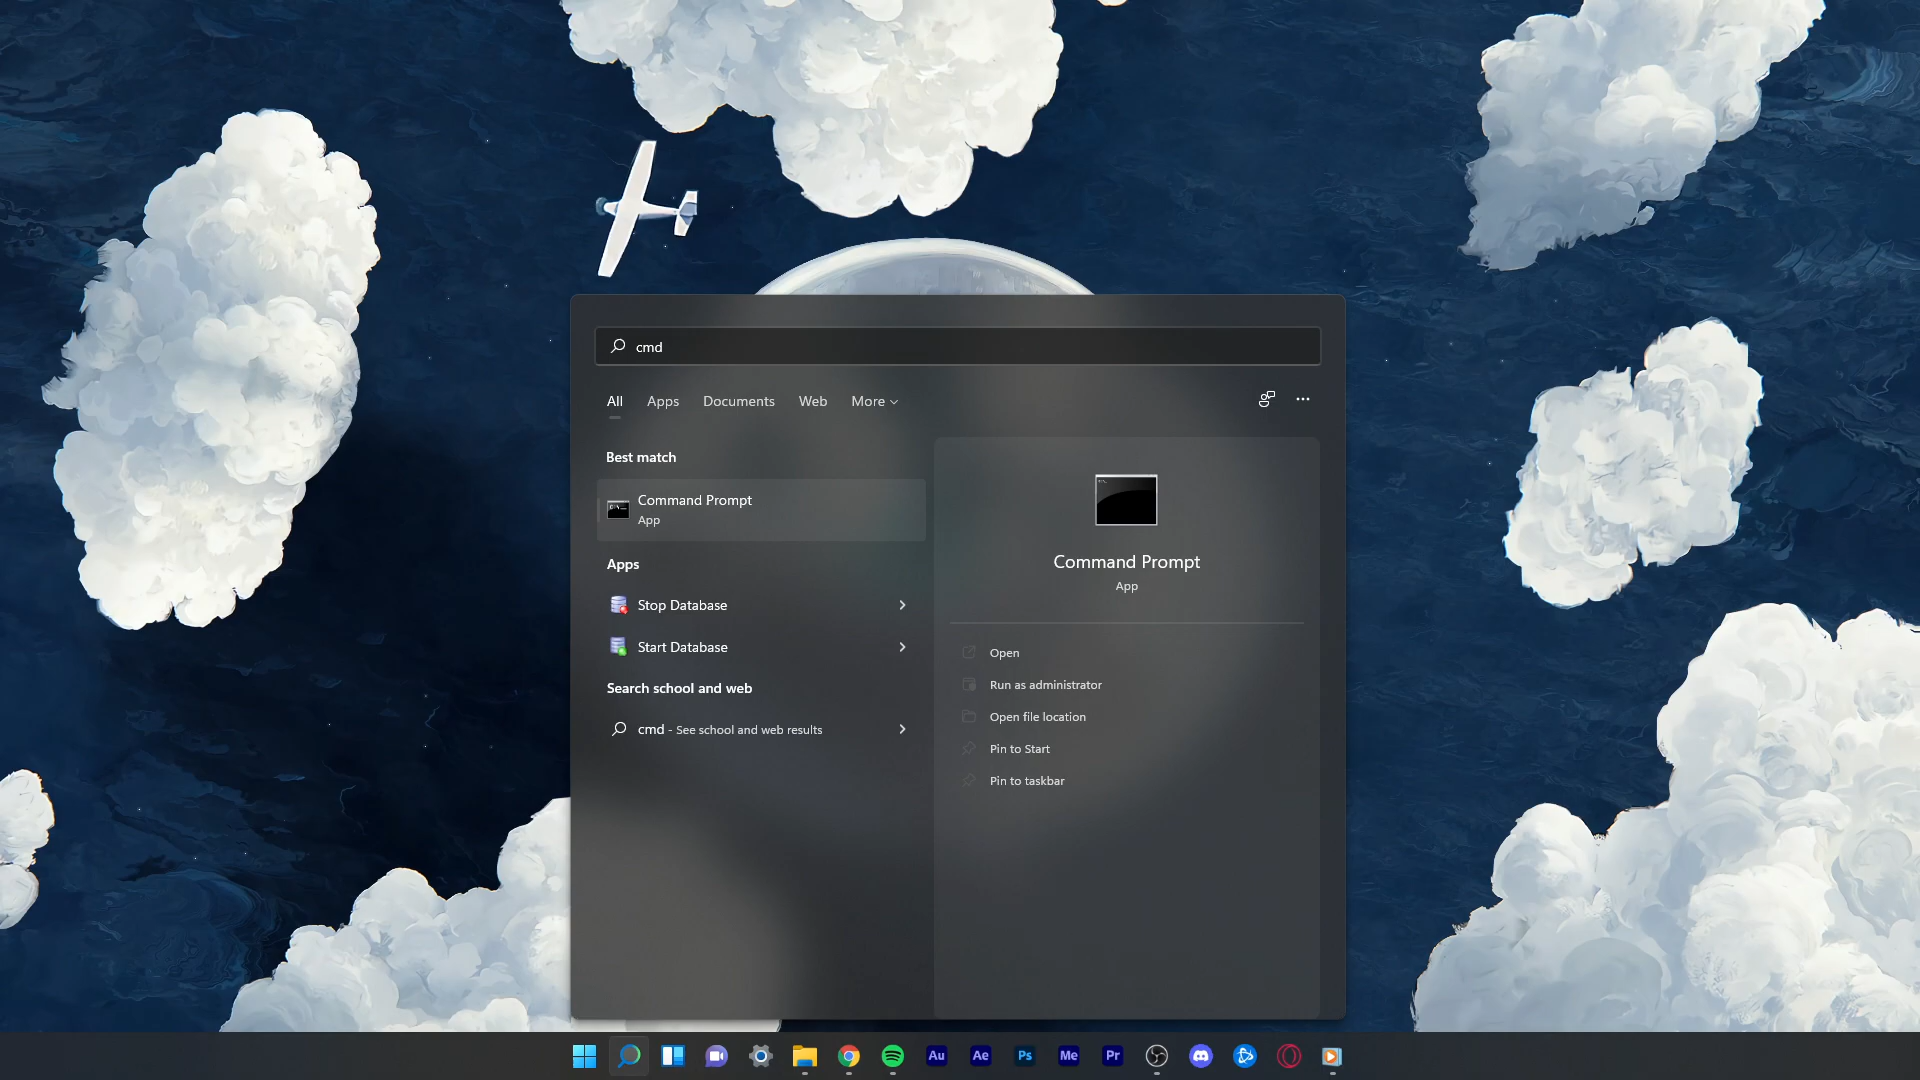 cmd
All Apps Documents Web More
Best match
Command Prompt
App
Apps
Stop Database
Start Database
Search school and web
cmd - See school and web results
Command Prompt
App
Open
Run as administrator
Open file location
Pin to Start
Pin to taskbar
Au Ae Ps Me Pr